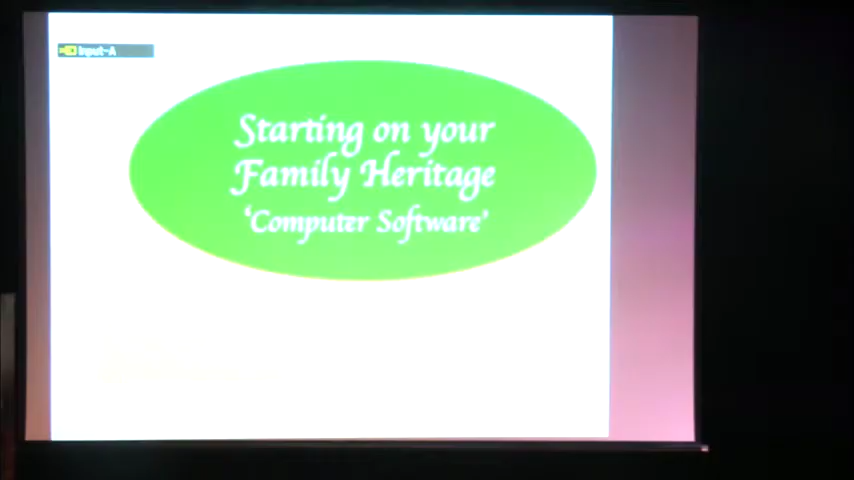 Input-A
Starting on your
Family Heritage
'Computer Software'